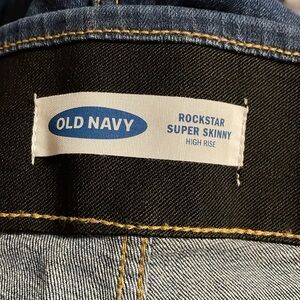 OLD NAVY
ROCKSTAR
SUPER SKINNY
HIGH RISE